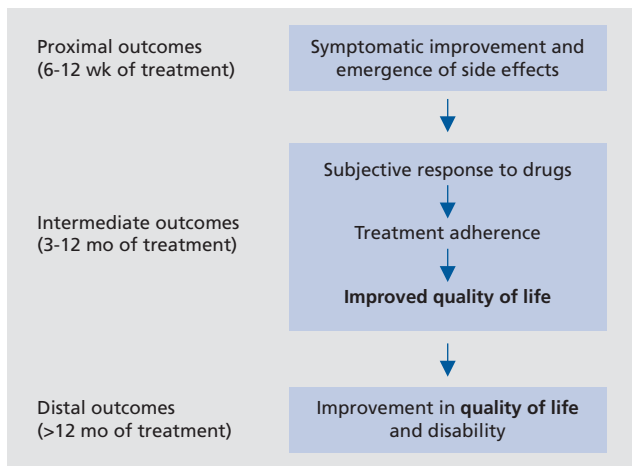 Proximal outcomes
(6-12 wk of treatment)
Symptomatic improvement and
emergence of side effects
Intermediate outcomes
(3-12 mo of treatment)
Subjective response to drugs
Treatment adherence
Improved quality of life
Distal outcomes
(>12 mo of treatment)
Improvement in quality of life
and disability